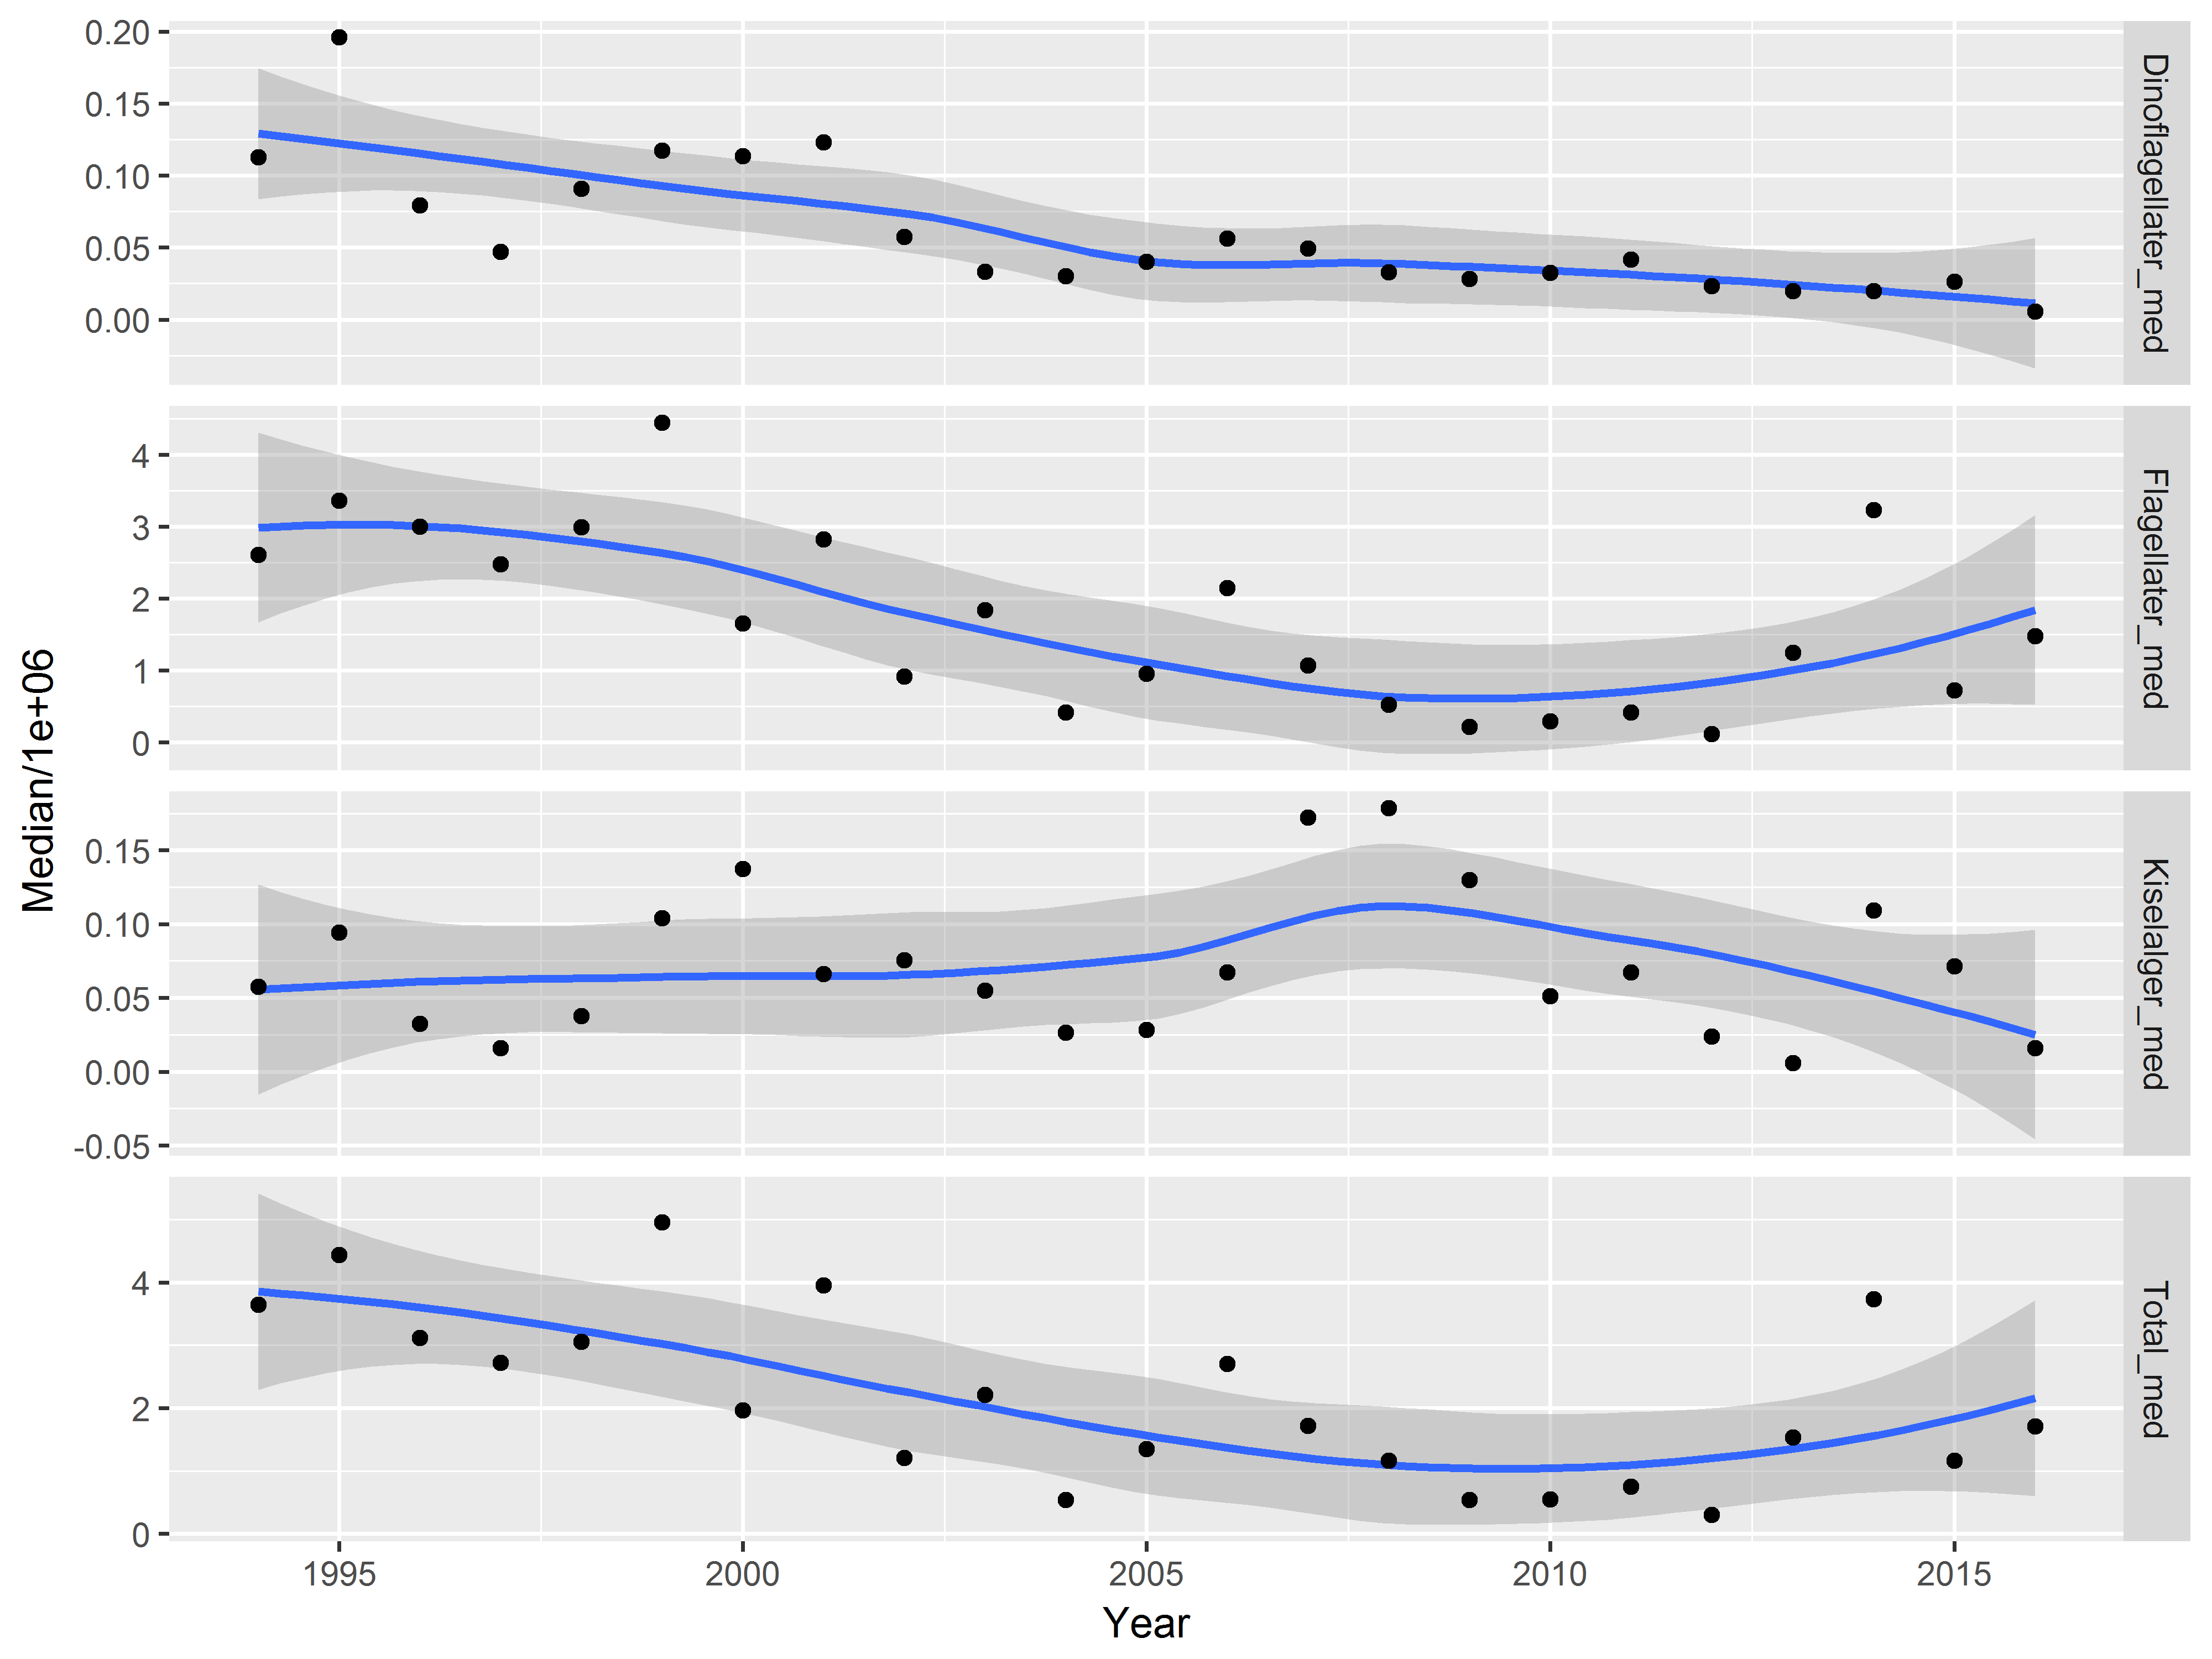 0.20
0.15
0.10
0.05
0.00
Dinoflagellater_med
4
3
2
1
0
Flagellater_med
0.15
0.10
0.05
0.00
-0.05
Kiselalger_med
4
2
0
Total_med
Median/1e+06
1995 2000 2005 2010 2015
Year